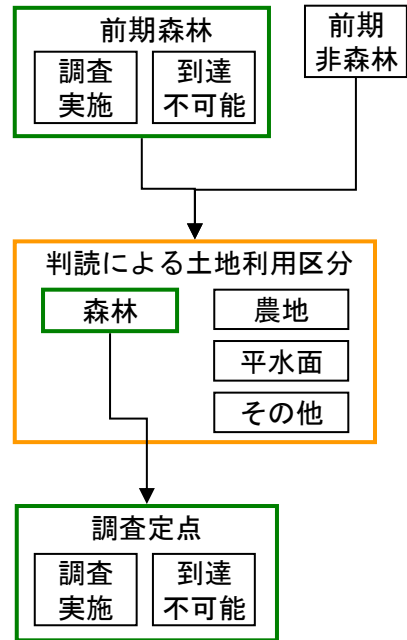 前期森林
調査
実施
到達
不可能
前期
非森林
判読による土地利用区分
森林
農地
平水面
その他
調査定点
調査
実施
到達
不可能